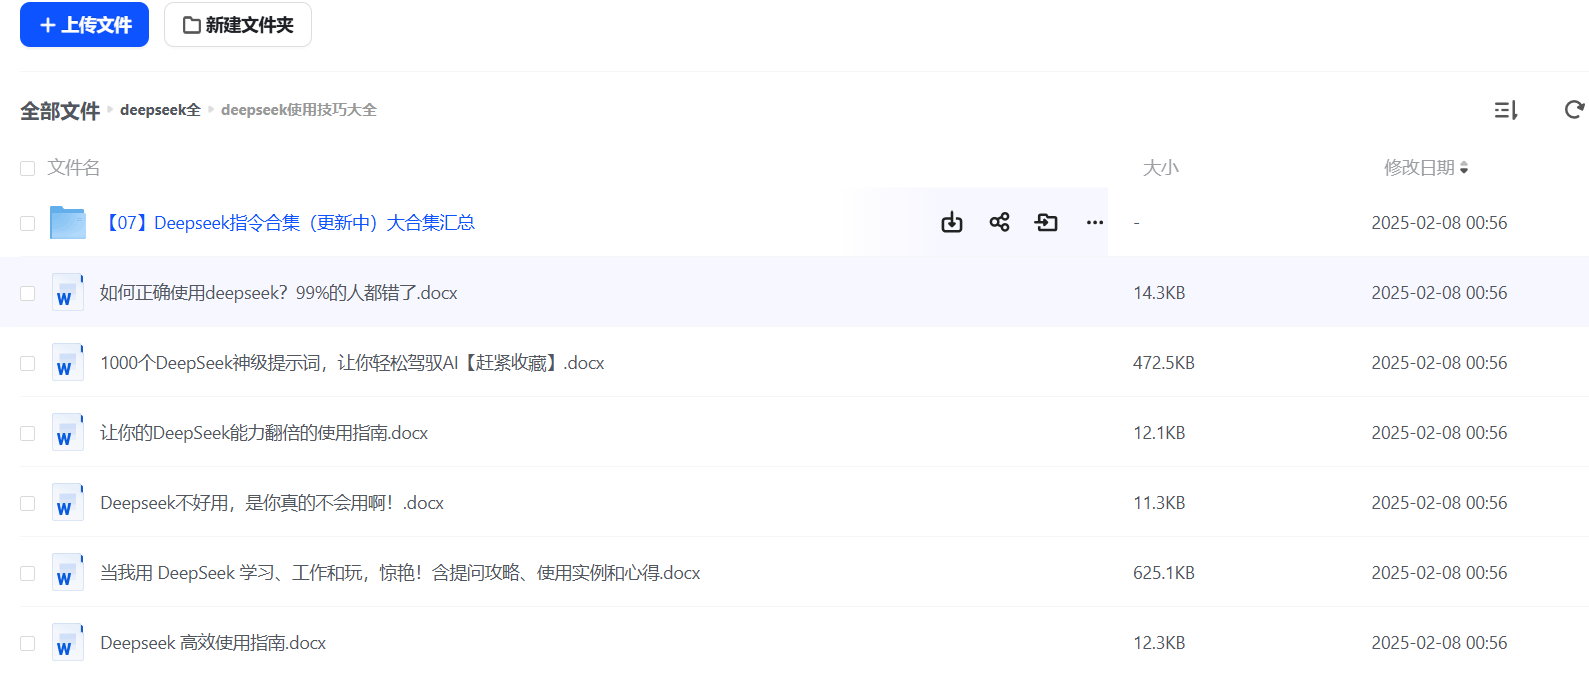 上传文件 新建文件夹
全部文件 deepseek全 deepseek使用技巧大全
文件名 大小 修改日期
【07】Deepseek指令合集（更新中）大合集汇总 - 2025-02-08 00:56
如何正确使用deepseek？99%的人都错了.docx 14.3KB 2025-02-08 00:56
1000个DeepSeek神级提示词，让你轻松驾驭AI【赶紧收藏】.docx 472.5KB 2025-02-08 00:56
让你的DeepSeek能力翻倍的使用指南.docx 12.1KB 2025-02-08 00:56
Deepseek不好用，是你真的不会用啊！.docx 11.3KB 2025-02-08 00:56
当我用 DeepSeek 学习、工作和玩，惊艳！含提问攻略、使用实例和心得.docx 625.1KB 2025-02-08 00:56
Deepseek 高效使用指南.docx 12.3KB 2025-02-08 00:56